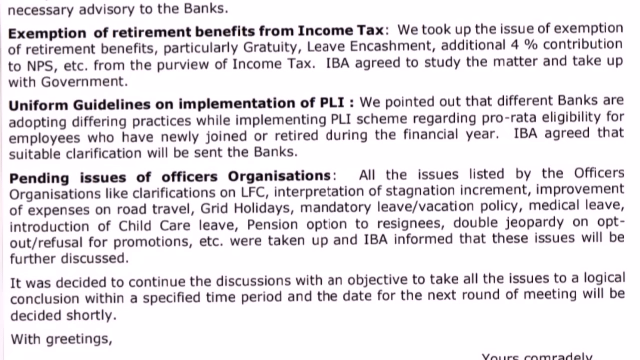 necessary advisory to the Banks.
Exemption of retirement benefits from Income Tax: We took up the issue of exemption
of retirement benefits, particularly Gratuity, Leave Encashment, additional 4 % contribution
to NPS, etc. from the purview of Income Tax. IBA agreed to study the matter and take up
with Government.
Uniform Guidelines on implementation of PLI : We pointed out that different Banks are
adopting differing practices while implementing PLI scheme regarding pro-rata eligibility for
employees who have newly joined or retired during the financial year. IBA agreed that
suitable clarification will be sent the Banks.
Pending issues of officers Organisations: All the issues listed by the Officers
Organisations like clarifications on LFC, interpretation of stagnation increment, improvement
of expenses on road travel, Grid Holidays, mandatory leave/vacation policy, medical leave,
introduction of Child Care leave, Pension option to resignees, double jeopardy on opt-
out/refusal for promotions, etc. were taken up and IBA informed that these issues will be
further discussed.
It was decided to continue the discussions with an objective to take all the issues to a logical
conclusion within a specified time period and the date for the next round of meeting will be
decided shortly.
With greetings,
Yours comradely